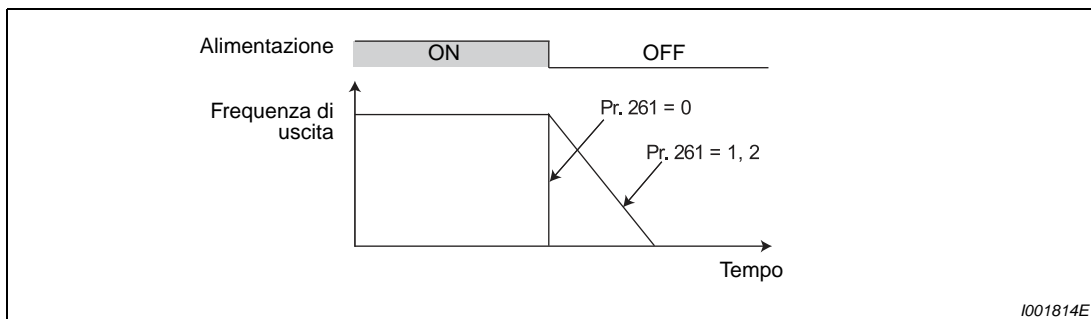 Alimentazione
ON
OFF
Frequenza di
uscita
Pr. 261 = 0
Pr. 261 = 1, 2
Tempo
I001814E